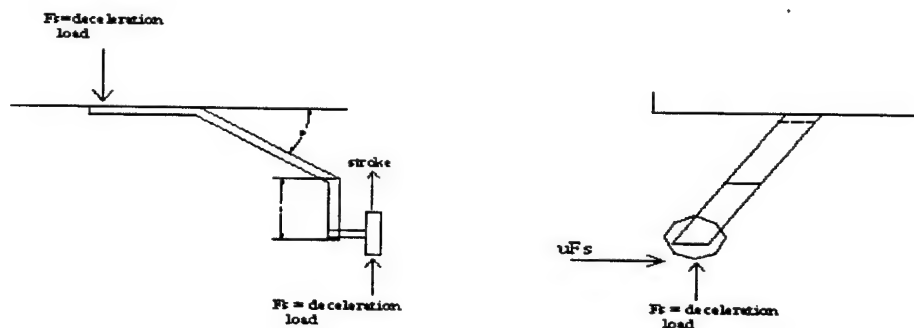 Fs=deceleration
load
stroke
Fs = deceleration
load
uFs
Fs = deceleration
load